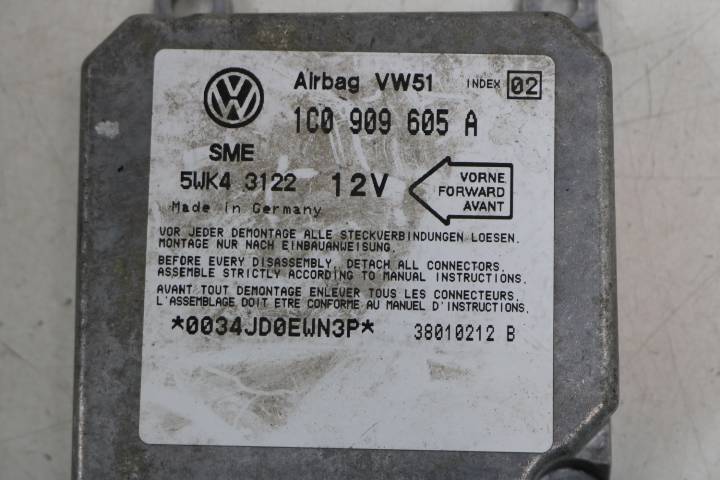 Airbag VW51 INDEX 02
1C0 909 605 A
SME
5WK4 3122 12V
VORNE
FORWARD
AVANT
Made in Germany
VOR JEDER DEMONTAGE ALLE STECKVERBINDUNGEN LOESEN.
MONTAGE NUR NACH EINBAUANWEISUNG.
BEFORE EVERY DISASSEMBLY, DETACH ALL CONNECTORS.
ASSEMBLE STRICTLY ACCORDING TO MANUAL INSTRUCTIONS.
AVANT TOUT DEMONTAGE ENLEVER TOUS LES CONNECTEURS.
L'ASSEMBLAGE DOIT ETRE CONFORME AU MANUEL D'INSTRUCTIONS.
*0034JD0EWN3P* 38010212 B